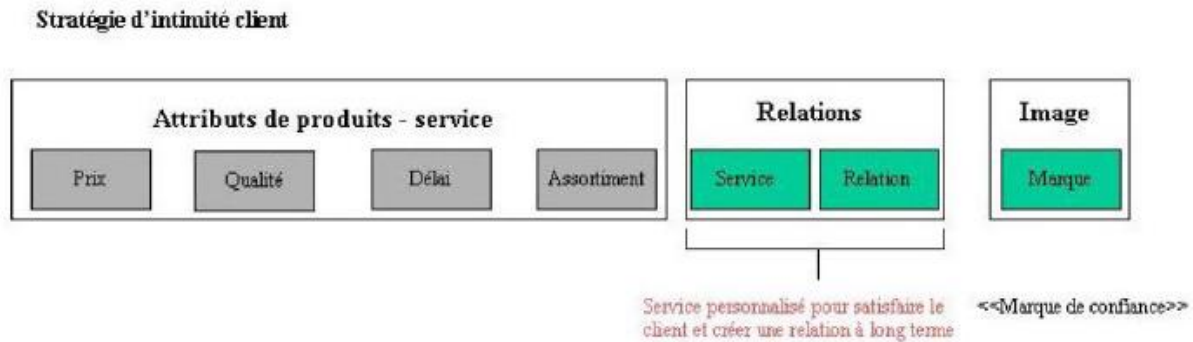 Stratégie d'intimité client
Attributs de produits - service
Relations
Image
Prix
Qualité
Délai
Assortiment
Service
Relation
Marque
Service personnalisé pour satisfaire le
client et créer une relation à long terme
<<Marque de confiance>>